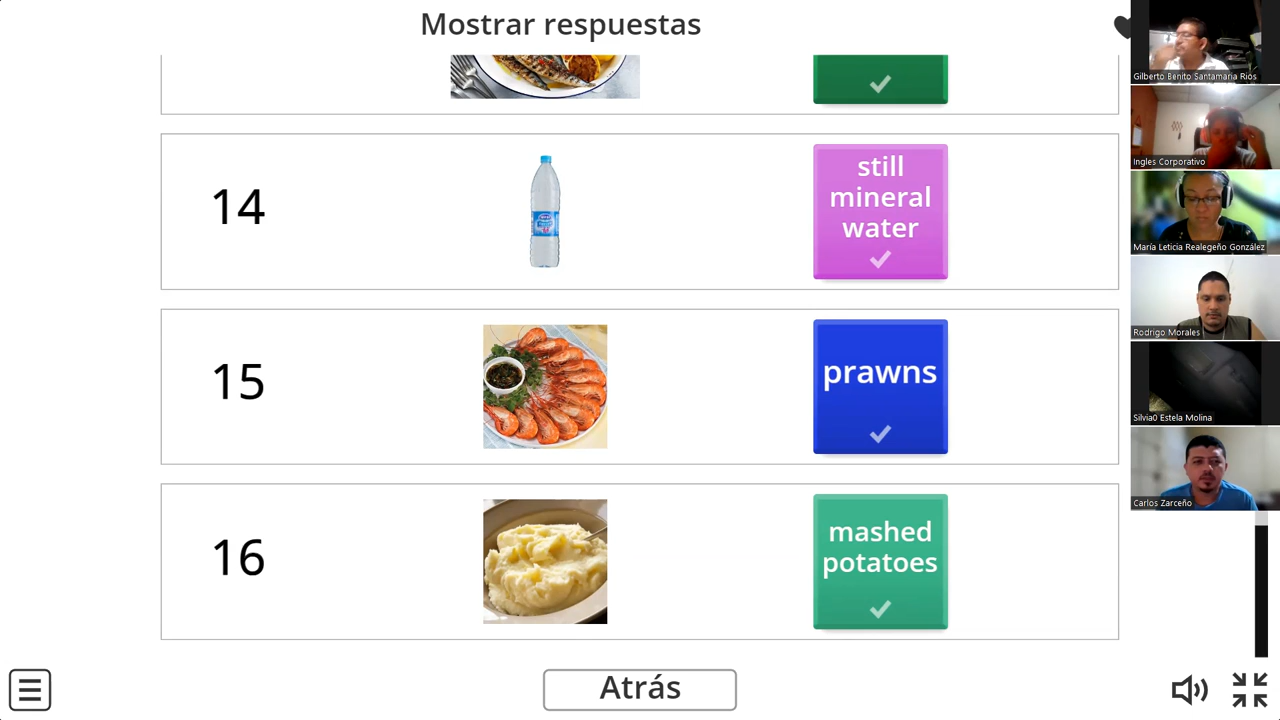 Mostrar respuestas
14
still
mineral
water
15
prawns
16
mashed
potatoes
Atrás
Gilberto Benito Santamaria Rios
Ingles Corporativo
María Leticia Realegeño González
Rodrigo Morales
Silvia0 Estela Molina
Carlos Zarceño